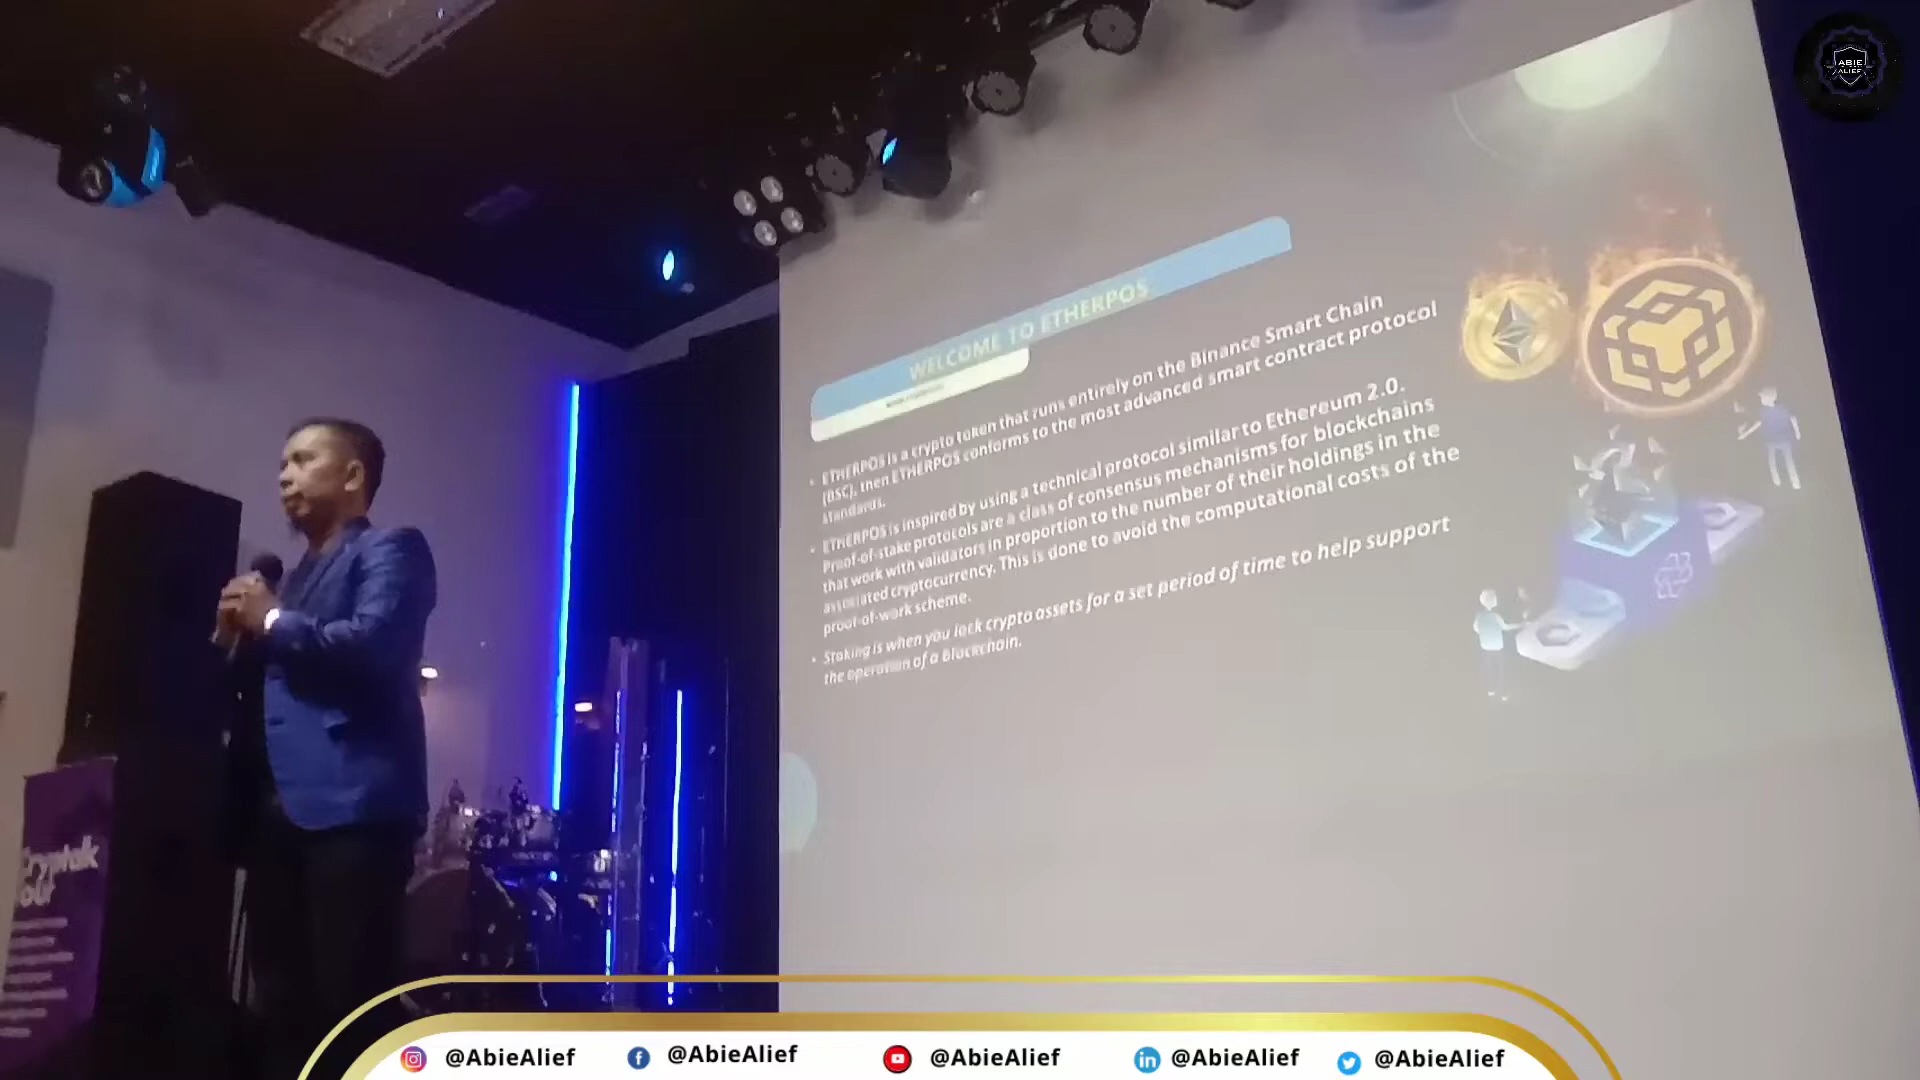 ABIE
ALIEF
WELCOME TO ETHERPOS
• ETHERPOS is a crypto token that runs entirely on the Binance Smart Chain
(BSC), then ETHERPOS conforms to the most advanced smart contract protocol
standards.
• ETHERPOS is inspired by using a technical protocol similar to Ethereum 2.0.
Proof-of-stake protocols are a class of consensus mechanisms for blockchains
that work with validators in proportion to the number of their holdings in the
associated cryptocurrency. This is done to avoid the computational costs of the
proof-of-work scheme.
• Staking is when you lock crypto assets for a set period of time to help support
the operation of a blockchain.
Cryptalk
@AbieAlief @AbieAlief @AbieAlief @AbieAlief @AbieAlief